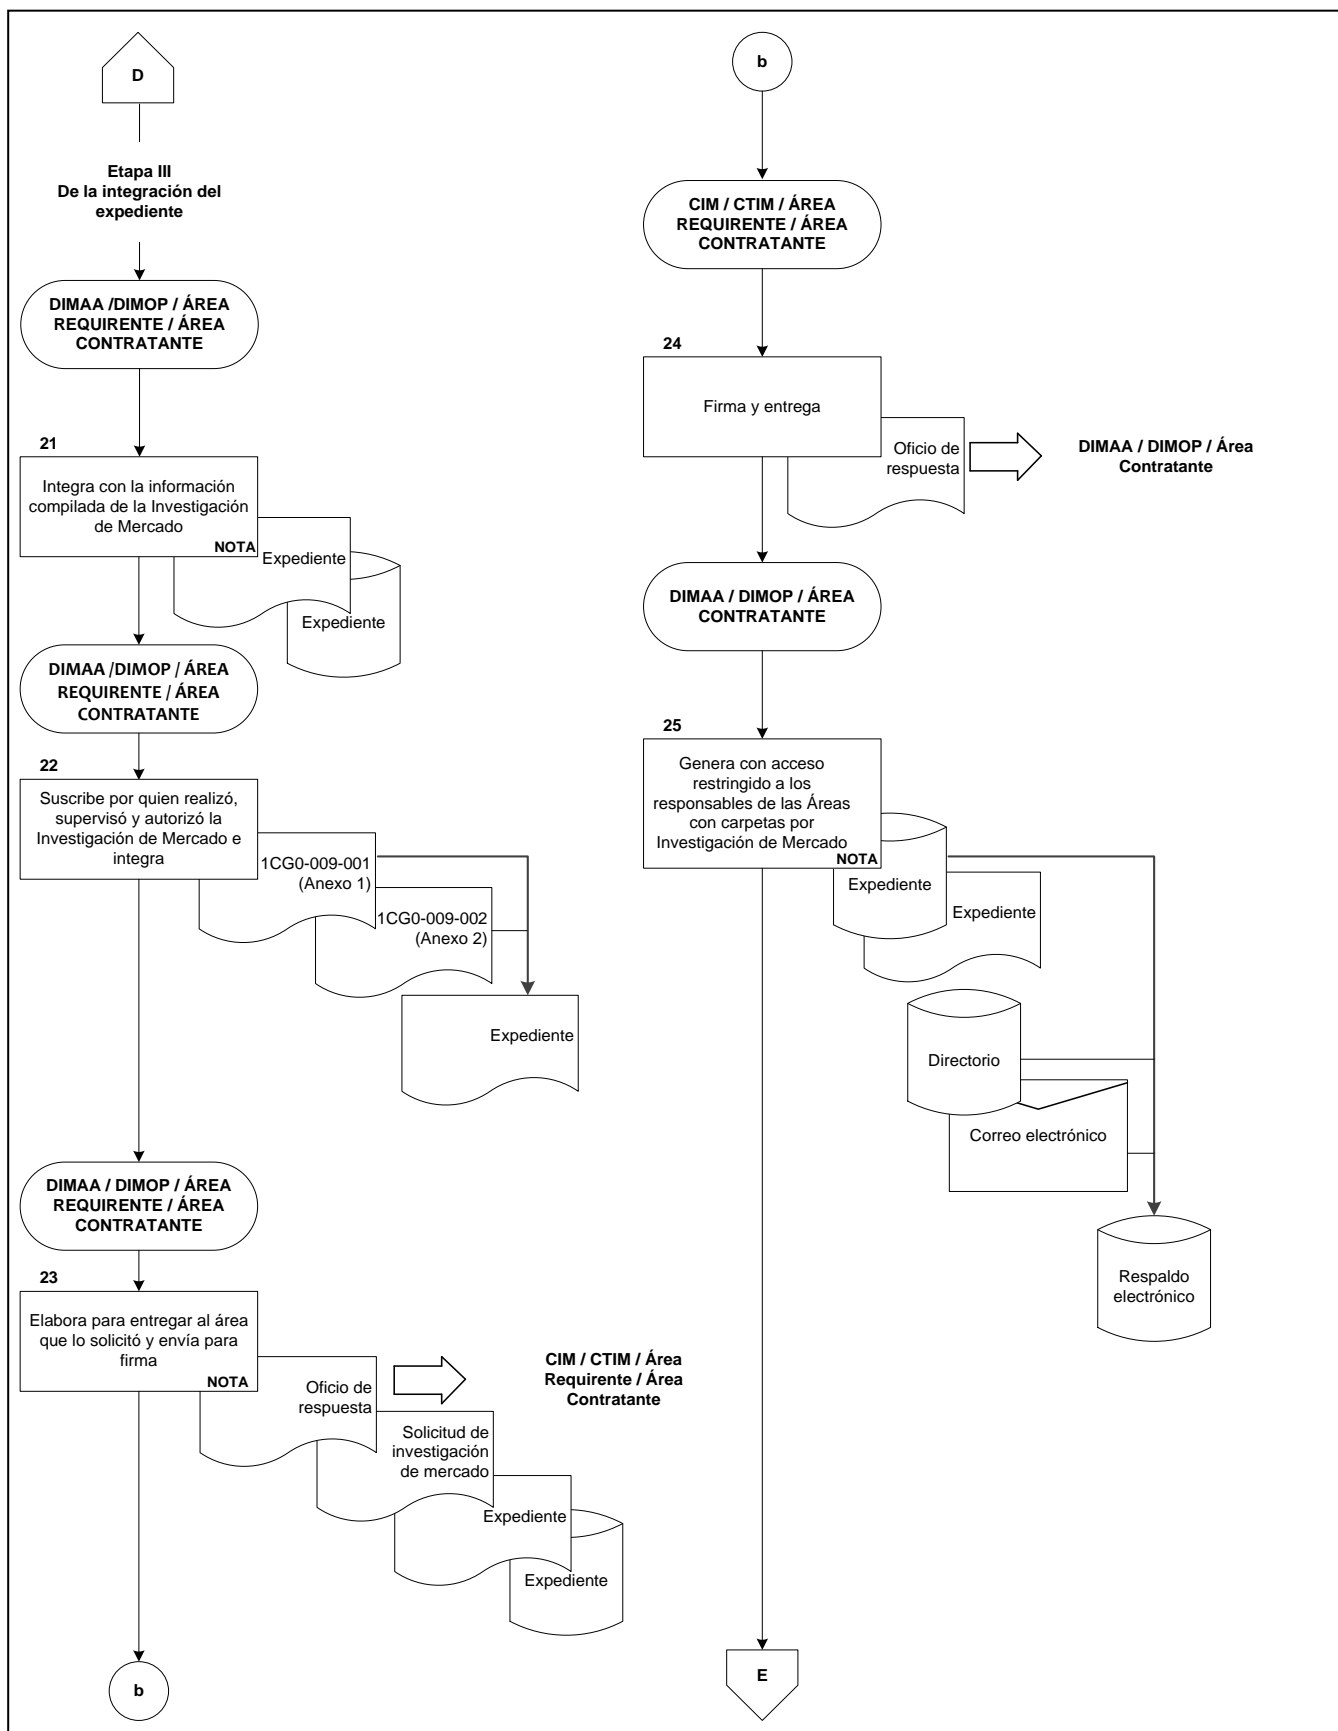 D
Etapa III
De la integración del
expediente
DIMAA /DIMOP / ÁREA
REQUIRENTE / ÁREA
CONTRATANTE
21
Integra con la información
compilada de la Investigación
de Mercado
NOTA
Expediente
Expediente
DIMAA /DIMOP / ÁREA
REQUIRENTE / ÁREA
CONTRATANTE
22
Suscribe por quien realizó,
supervisó y autorizó la
Investigación de Mercado e
integra
1CG0-009-001
(Anexo 1)
1CG0-009-002
(Anexo 2)
Expediente
DIMAA / DIMOP / ÁREA
REQUIRENTE / ÁREA
CONTRATANTE
23
Elabora para entregar al área
que lo solicitó y envía para
firma
NOTA
Oficio de
respuesta
CIM / CTIM / Área
Requirente / Área
Contratante
Solicitud de
investigación
de mercado
Expediente
Expediente
b
b
CIM / CTIM / ÁREA
REQUIRENTE / ÁREA
CONTRATANTE
24
Firma y entrega
Oficio de
respuesta
DIMAA / DIMOP / Área
Contratante
DIMAA / DIMOP / ÁREA
CONTRATANTE
25
Genera con acceso
restringido a los
responsables de las Áreas
con carpetas por
Investigación de Mercado
NOTA
Expediente
Expediente
Directorio
Correo electrónico
Respaldo
electrónico
E